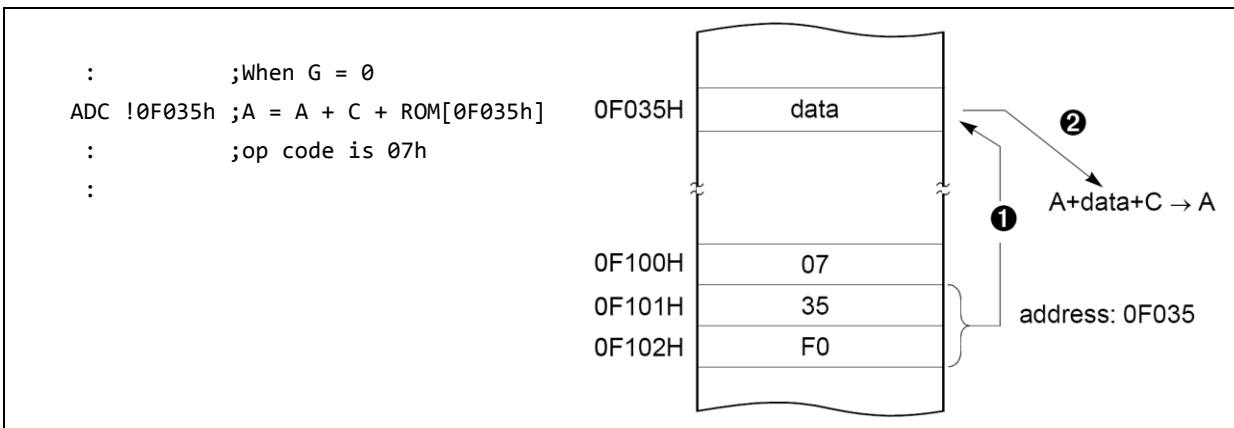 : ;When G = 0
ADC !0F035h ;A = A + C + ROM[0F035h]
: ;op code is 07h
:
0F035H data
❷
A+data+C → A
❶
0F100H 07
0F101H 35
address: 0F035
0F102H F0